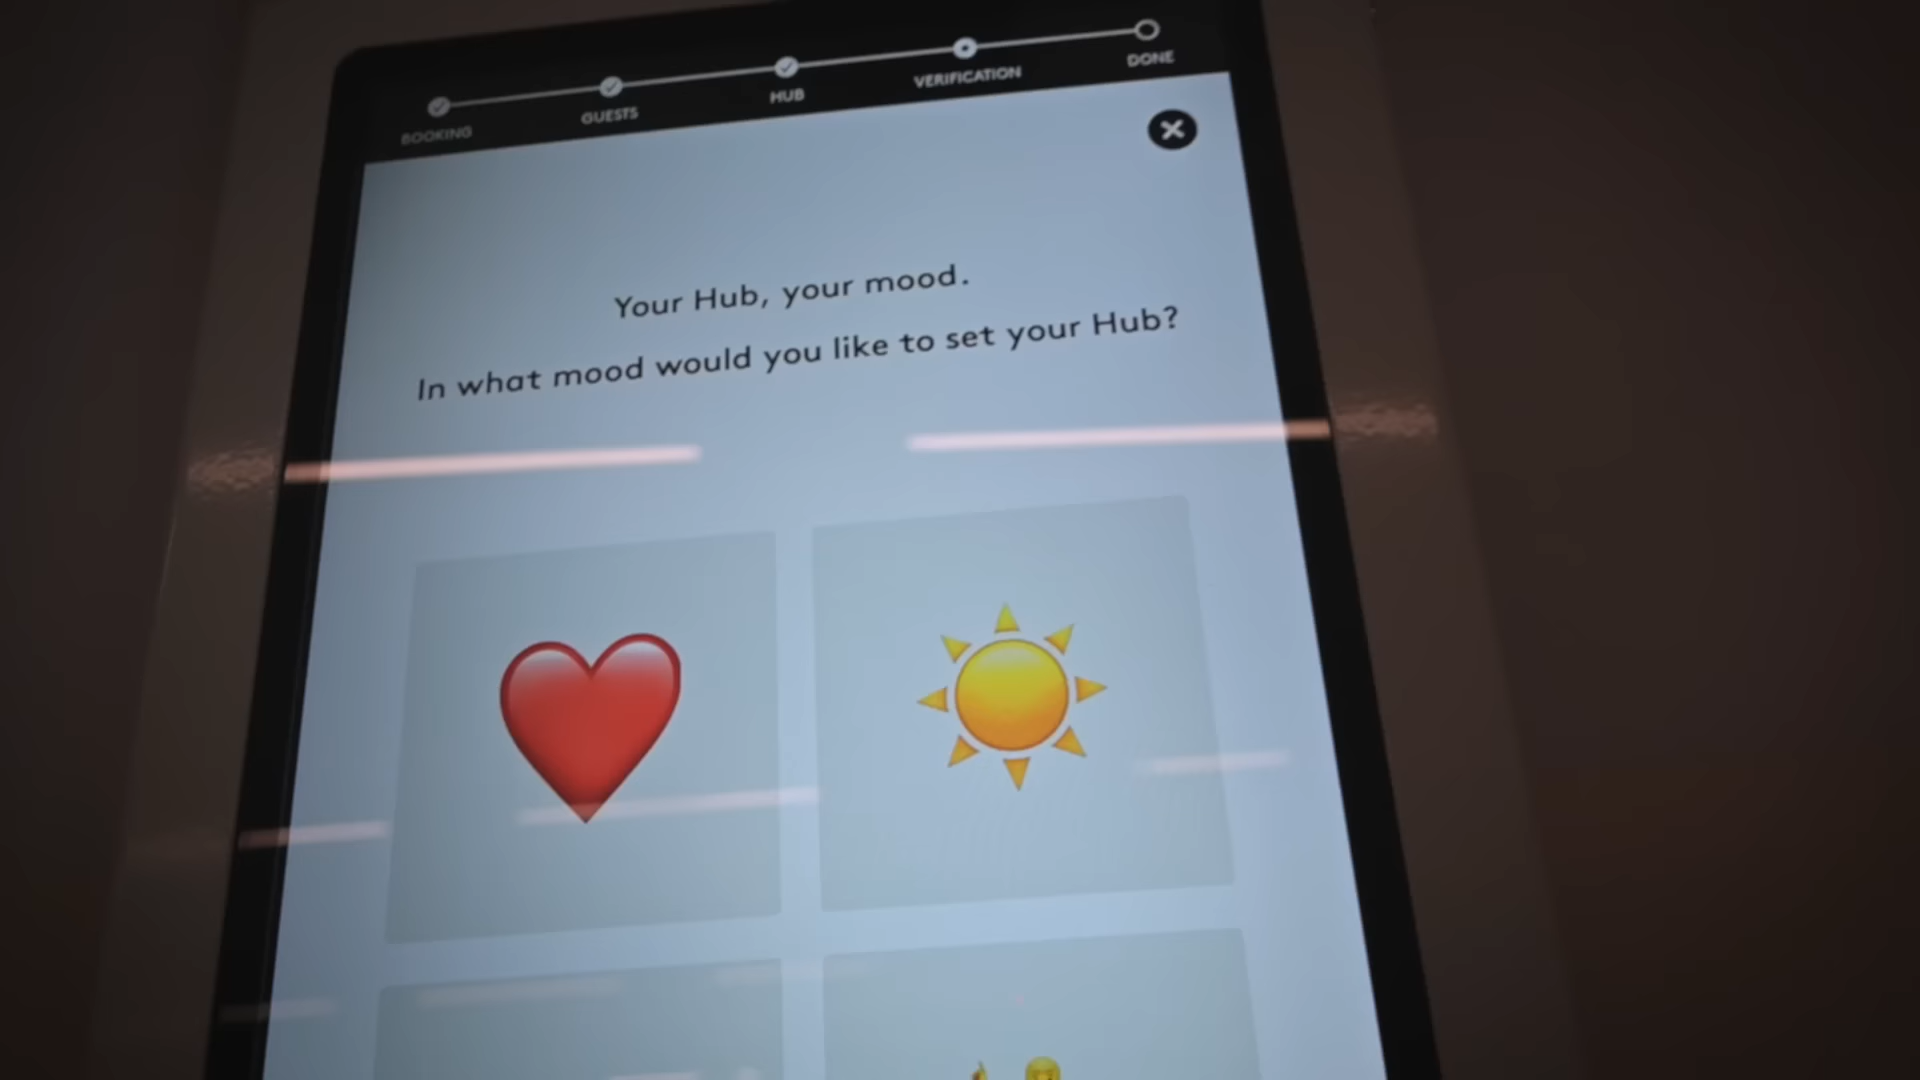 BOOKING
GUESTS
HUB
VERIFICATION
DONE
Your Hub, your mood.
In what mood would you like to set your Hub?